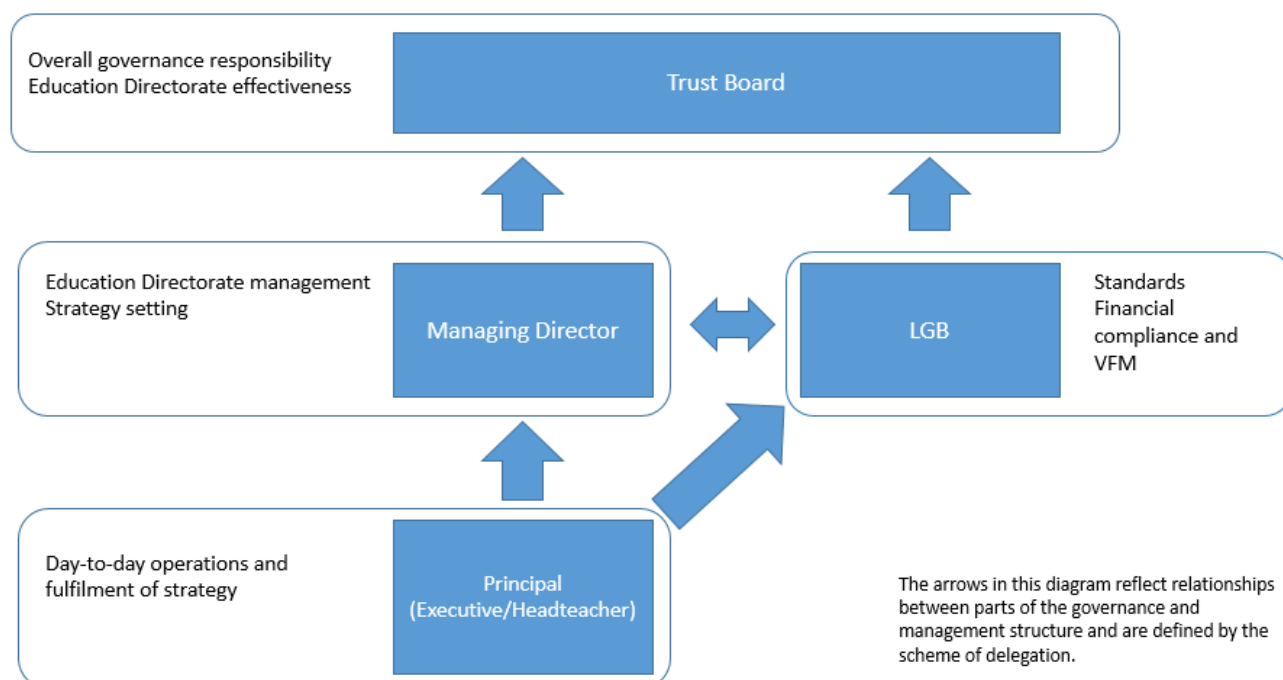 Overall governance responsibility
Education Directorate effectiveness
Trust Board
Education Directorate management
Strategy setting
Managing Director
LGB
Standards
Financial
compliance and
VFM
Day-to-day operations and
fulfilment of strategy
Principal
(Executive/Headteacher)
The arrows in this diagram reflect relationships
between parts of the governance and
management structure and are defined by the
scheme of delegation.